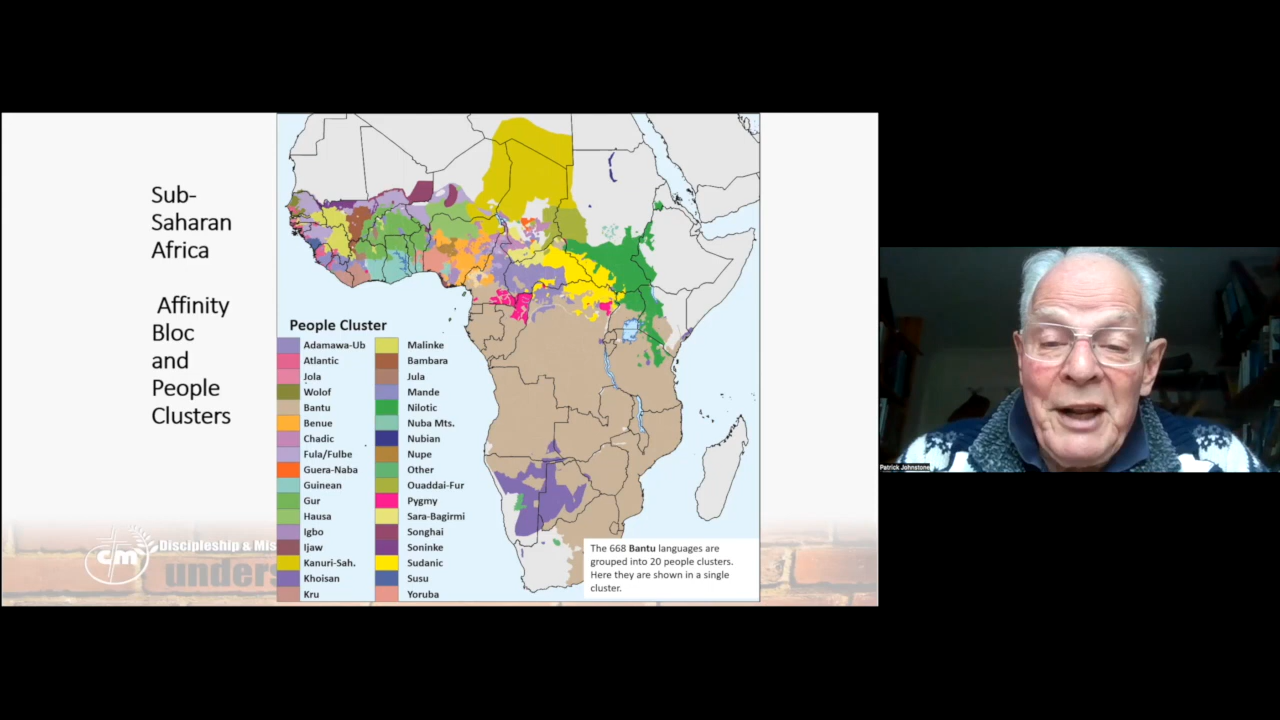 Sub-
Saharan
Africa
Affinity
Bloc
and
People
Clusters
People Cluster
Adamawa-Ub
Atlantic
Jola
Wolof
Bantu
Benue
Chadic
Fula/Fulbe
Guera-Naba
Guinean
Gur
Hausa
Igbo
Ijaw
Kanuri-Sah.
Khoisan
Kru
Malinke
Bambara
Jula
Mande
Nilotic
Nuba Mts.
Nubian
Nupe
Other
Ouaddai-Fur
Pygmy
Sara-Bagirmi
Songhai
Soninke
Sudanic
Susu
Yoruba
The 668 Bantu languages are
grouped into 20 people clusters.
Here they are shown in a single
cluster.
cm
Discipleship & Mis
unders
Patrick Johnstone